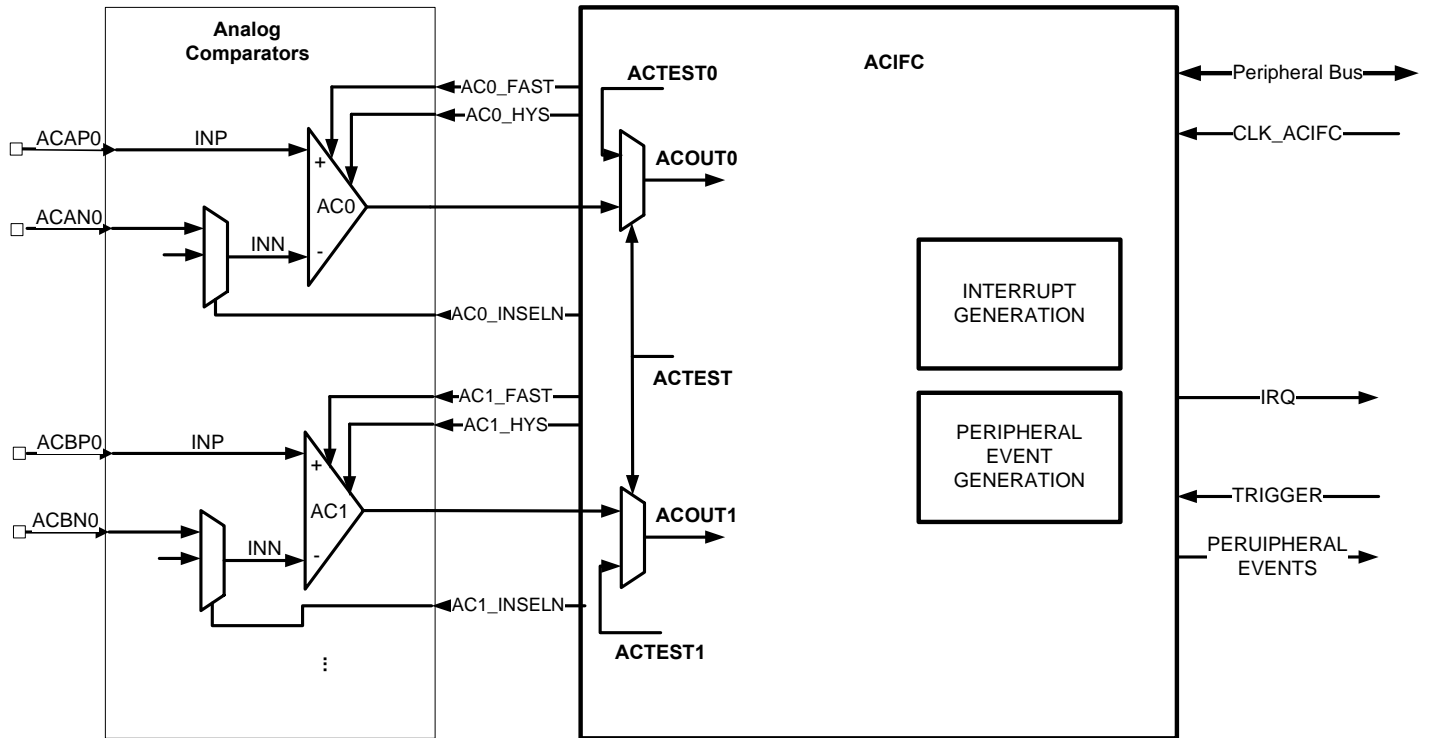 Analog
Comparators
ACIFC
ACTEST0
AC0_FAST
Peripheral Bus
AC0_HYS
ACAP0
INP
CLK_ACIFC
+
ACOUT0
AC0
ACAN0
INN
-
INTERRUPT
GENERATION
AC0_INSELN
ACTEST
AC1_FAST
IRQ
AC1_HYS
ACBP0
INP
PERIPHERAL
EVENT
GENERATION
+
TRIGGER
AC1
ACOUT1
ACBN0
INN
-
PERUIPHERAL
EVENTS
AC1_INSELN
ACTEST1
...